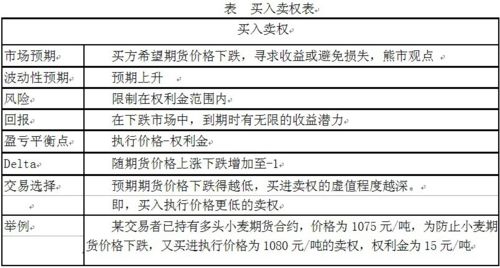 表 买入卖权表
买入卖权
市场预期 买方希望期货价格下跌，寻求收益或避免损失，熊市观点
波动性预期 预期上升
风险 限制在权利金范围内
回报 在下跌市场中，到期时有无限的收益潜力
盈亏平衡点 执行价格-权利金
Delta 随期货价格上涨下跌增加至-1
交易选择 预期期货价格下跌得越低，买进卖权的虚值程度越深。
即，买入执行价格更低的卖权
举例 某交易者已持有多头小麦期货合约，价格为 1075 元/吨，为防止小麦期
货价格下跌，又买进执行价格为 1080 元/吨的卖权，权利金为 15 元/吨